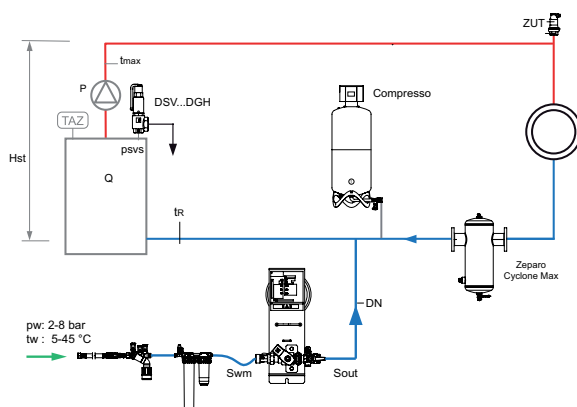 ZUT
tmax
P
DSV...DGH
Compresso
TAZ
psvs
Hst
Q
tR
Zeparo
Cyclone Max
DN
pw: 2-8 bar
tw : 5-45 °C
Swm
Sout